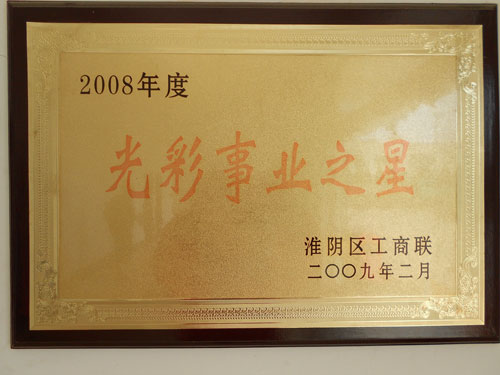 2008年度
光彩事业之星
淮阴区工商联
二〇〇九年二月